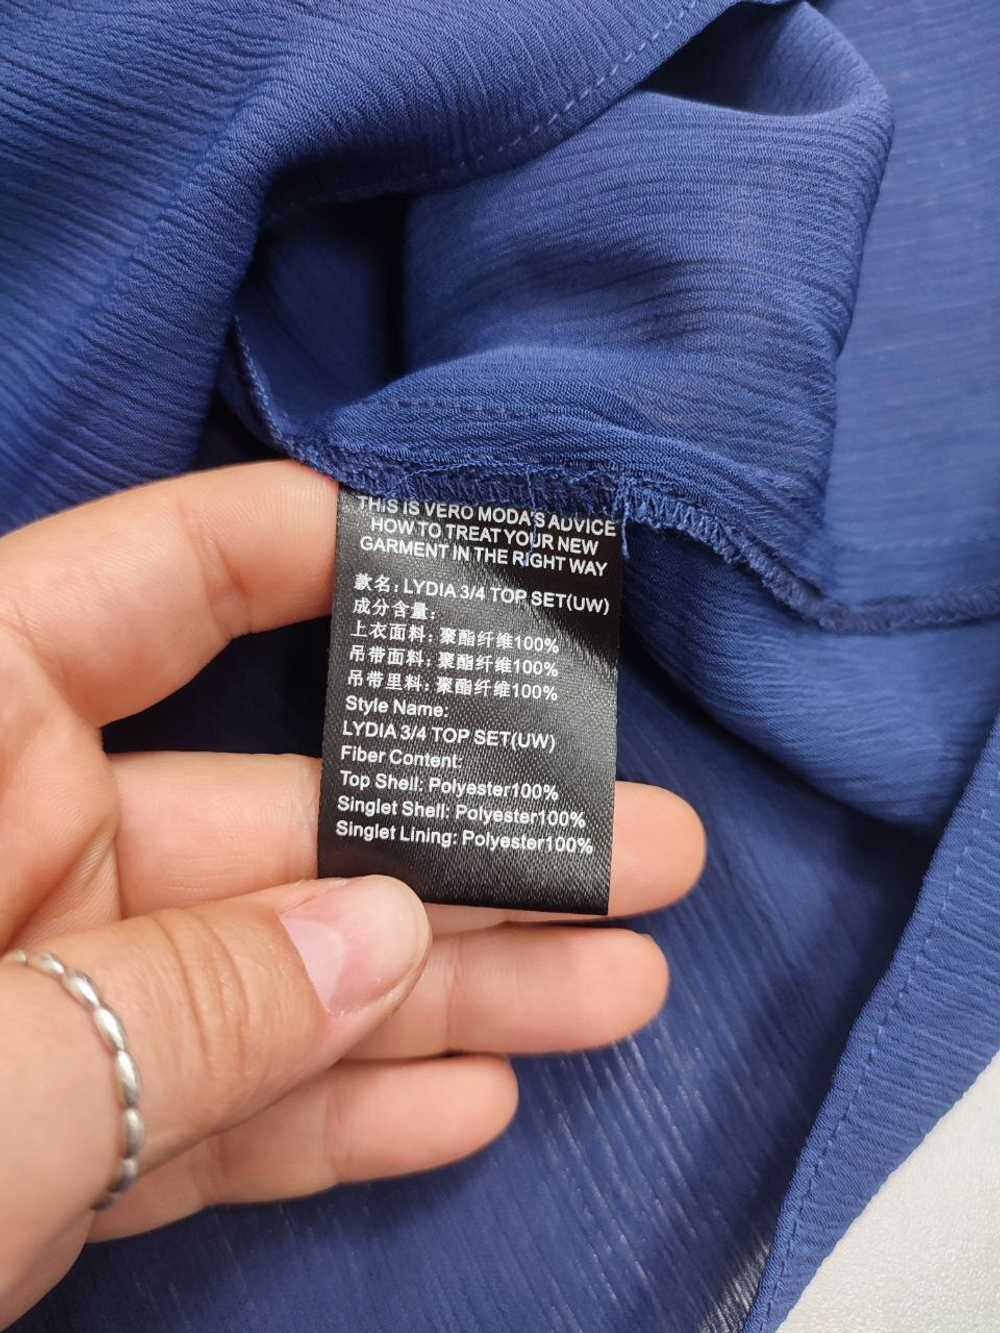 THIS IS VERO MODA'S ADVICE
HOW TO TREAT YOUR NEW
GARMENT IN THE RIGHT WAY
款名: LYDIA 3/4 TOP SET(UW)
成分含量:
上衣面料: 聚酯纤维100%
吊带面料: 聚酯纤维100%
吊带里料: 聚酯纤维100%
Style Name:
LYDIA 3/4 TOP SET(UW)
Fiber Content:
Top Shell: Polyester100%
Singlet Shell: Polyester100%
Singlet Lining: Polyester100%